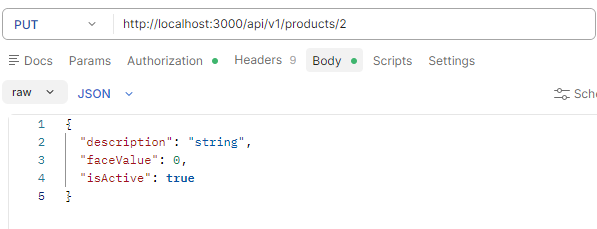 PUT http://localhost:3000/api/v1/products/2
Docs Params Authorization Headers 9 Body Scripts Settings
raw JSON
1 {
2 "description": "string",
3 "faceValue": 0,
4 "isActive": true
5 }